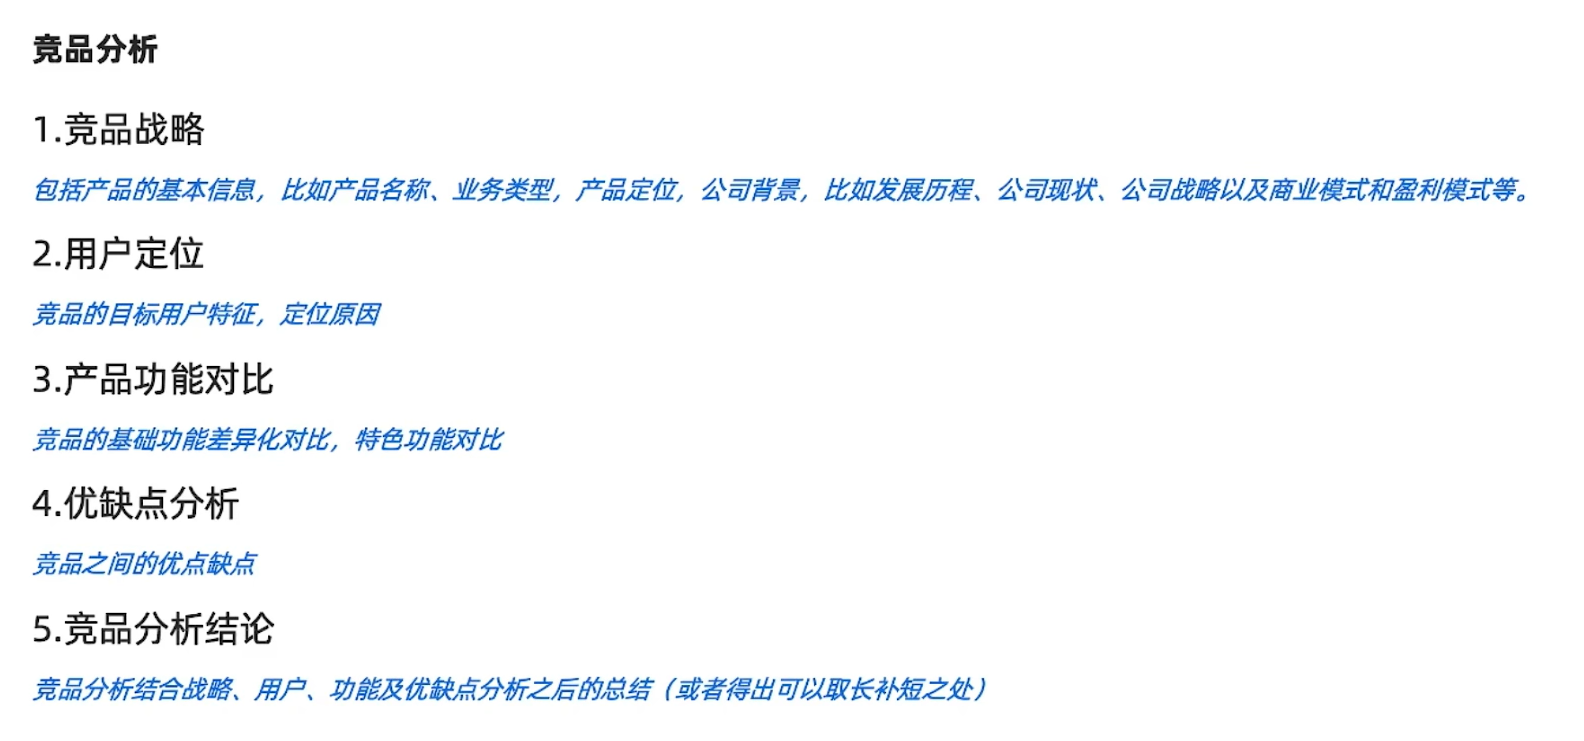 竞品分析
1.竞品战略
包括产品的基本信息，比如产品名称、业务类型，产品定位，公司背景，比如发展历程、公司现状、公司战略以及商业模式和盈利模式等。
2.用户定位
竞品的目标用户特征，定位原因
3.产品功能对比
竞品的基础功能差异化对比，特色功能对比
4.优缺点分析
竞品之间的优点缺点
5.竞品分析结论
竞品分析结合战略、用户、功能及优缺点分析之后的总结（或者得出可以取长补短之处）